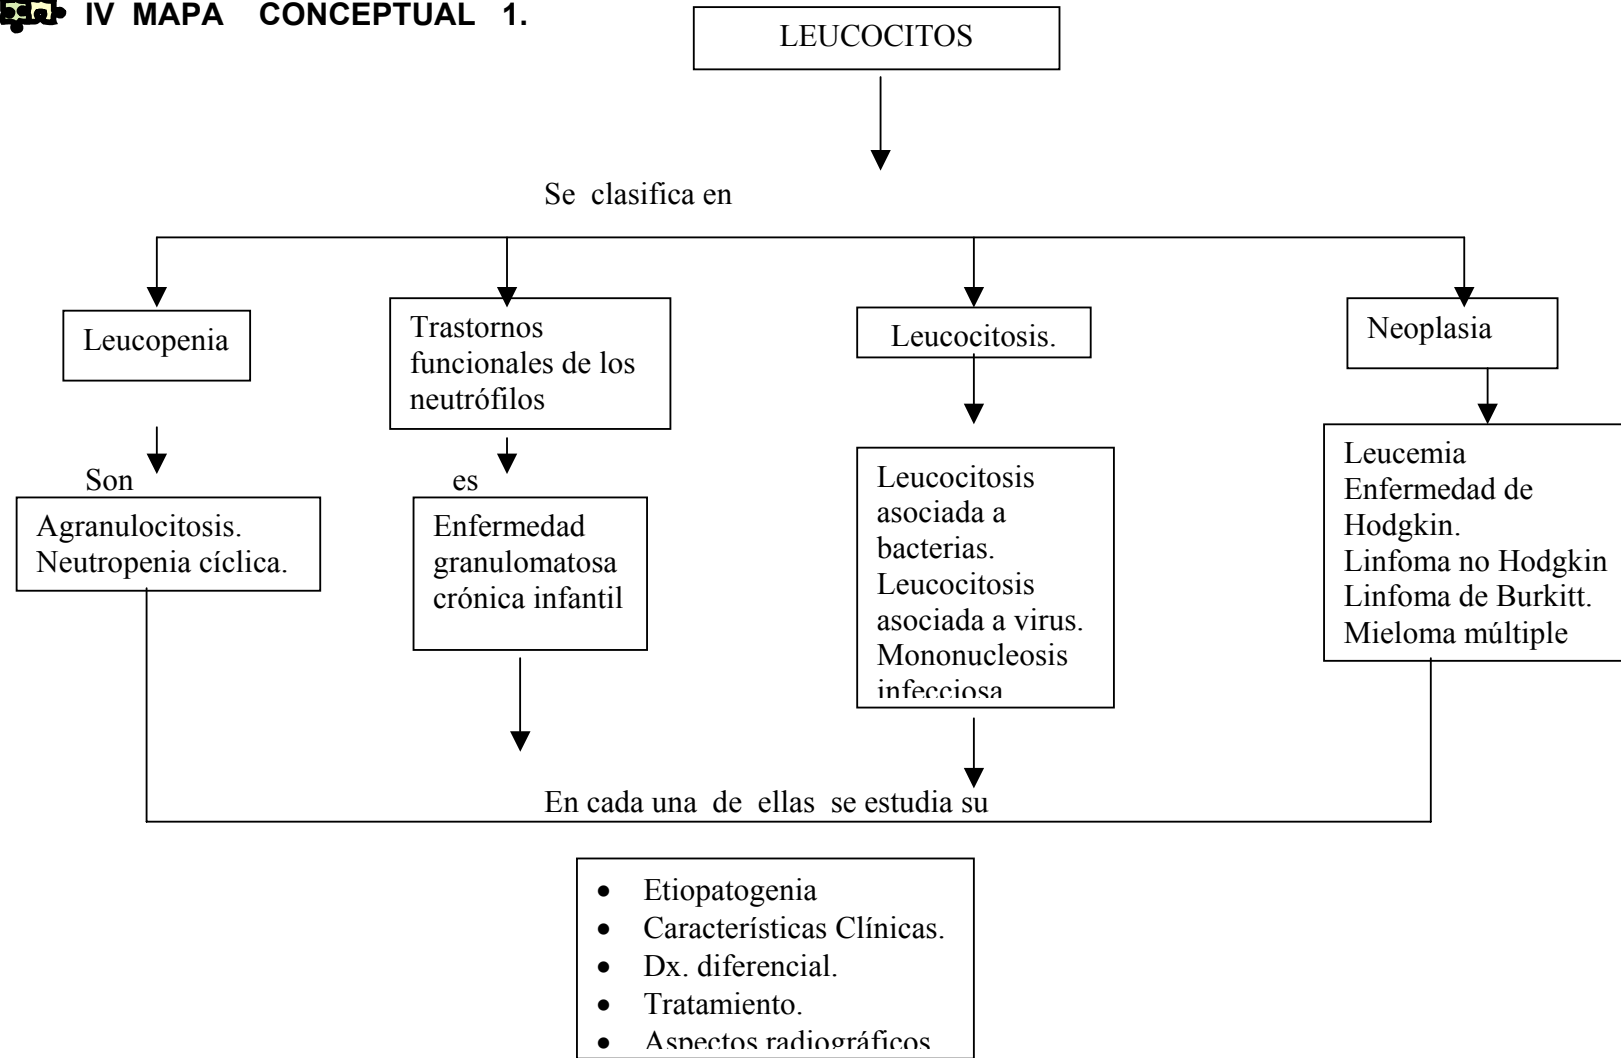 IV MAPA CONCEPTUAL 1.
LEUCOCITOS
Se clasifica en
Leucopenia
Trastornos
funcionales de los
neutrófilos
Leucocitosis.
Neoplasia
Son
es
Agranulocitosis.
Neutropenia cíclica.
Enfermedad
granulomatosa
crónica infantil
Leucocitosis
asociada a
bacterias.
Leucocitosis
asociada a virus.
Mononucleosis
infecciosa
Leucemia
Enfermedad de
Hodgkin.
Linfoma no Hodgkin
Linfoma de Burkitt.
Mieloma múltiple
En cada una de ellas se estudia su
• Etiopatogenia
• Características Clínicas.
• Dx. diferencial.
• Tratamiento.
• Aspectos radiográficos